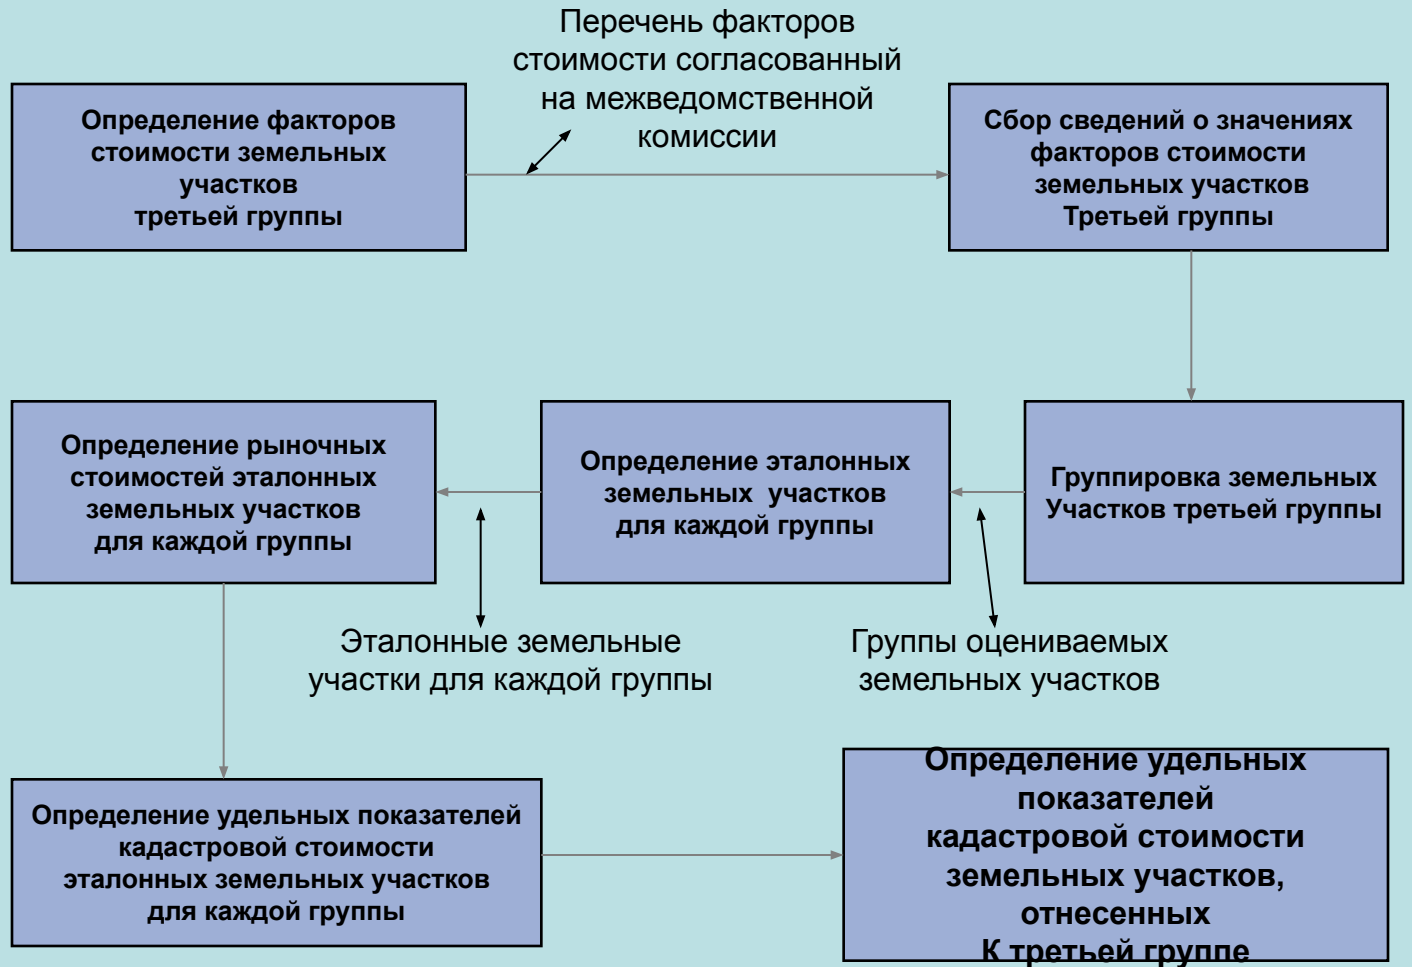 Перечень факторов
стоимости согласованный
на межведомственной
комиссии
Определение факторов
стоимости земельных
участков
третьей группы
Сбор сведений о значениях
факторов стоимости
земельных участков
Третьей группы
Определение рыночных
стоимостей эталонных
земельных участков
для каждой группы
Определение эталонных
земельных участков
для каждой группы
Группировка земельных
Участков третьей группы
Эталонные земельные
участки для каждой группы
Группы оцениваемых
земельных участков
Определение удельных показателей
кадастровой стоимости
эталонных земельных участков
для каждой группы
Определение удельных
показателей
кадастровой стоимости
земельных участков,
отнесенных
К третьей группе